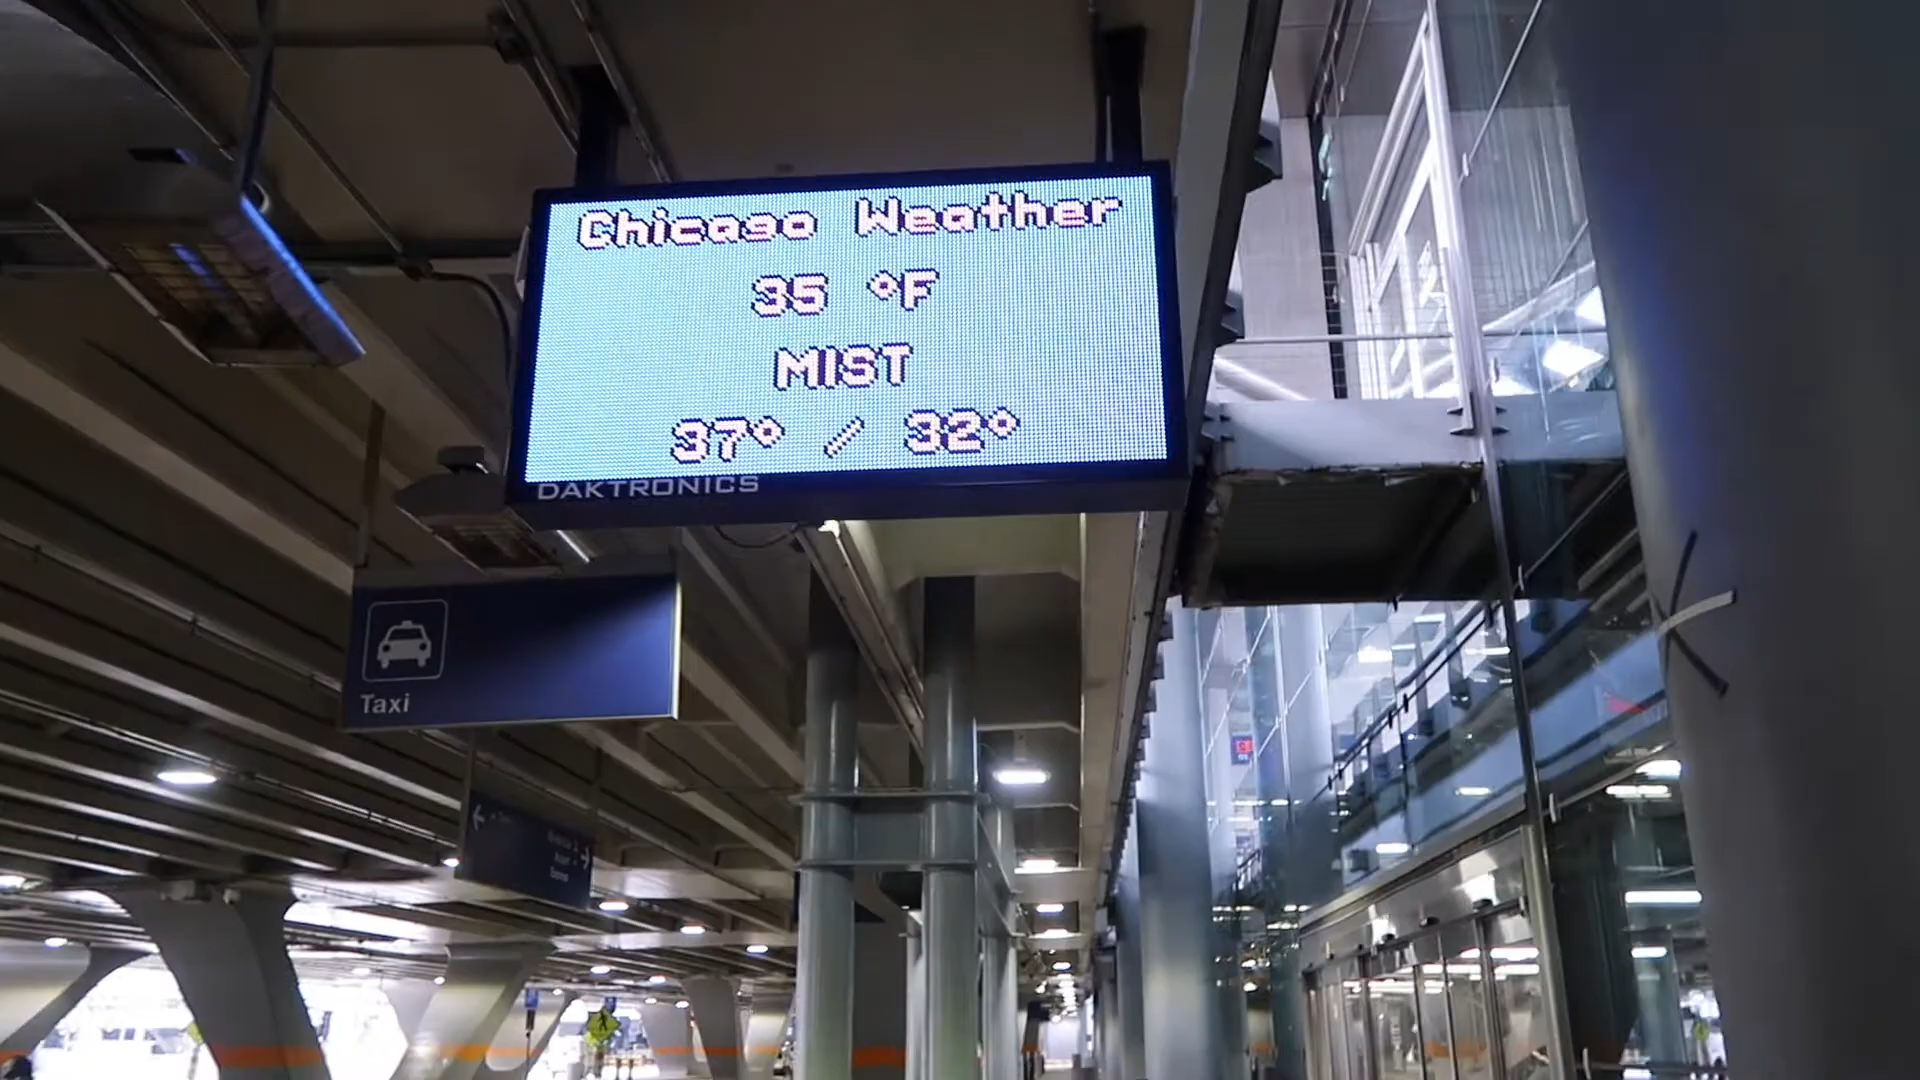 Chicago Weather
35 °F
MIST
37° / 32°
DAKTRONICS
Taxi